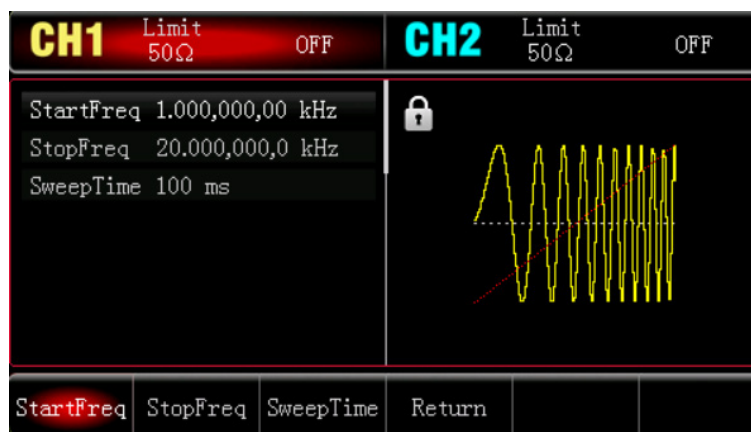 CH1 Limit 50Ω OFF CH2 Limit 50Ω OFF
StartFreq 1.000,000,00 kHz
StopFreq 20.000,000,0 kHz
SweepTime 100 ms
StartFreq StopFreq SweepTime Return